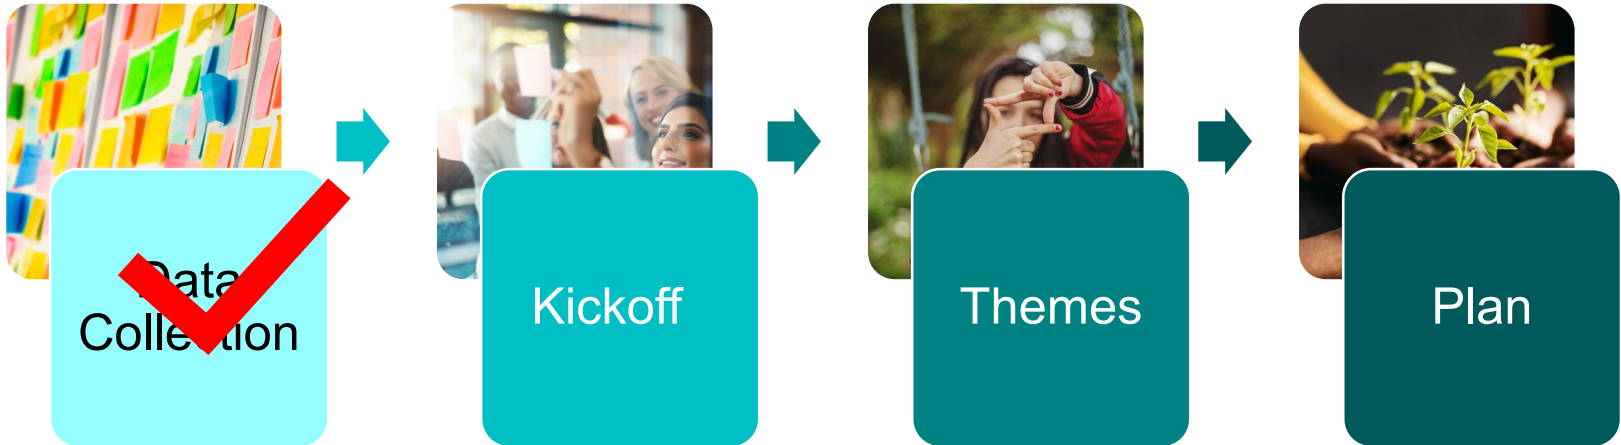 Data
Collection
Kickoff
Themes
Plan